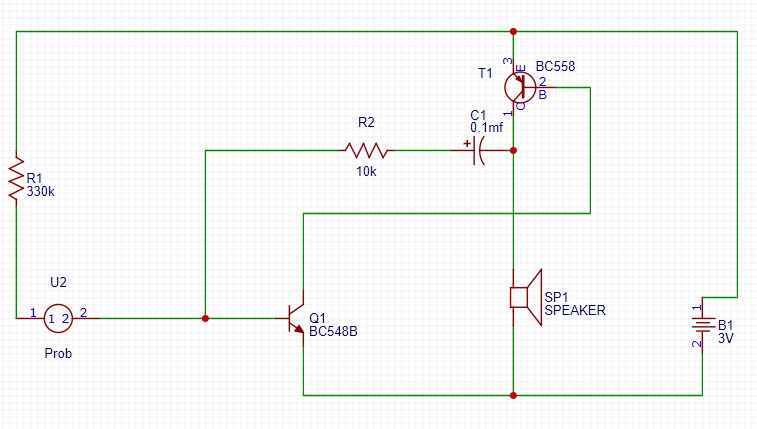 3
E
BC558
T1
2
B
C
1
C1
0.1mf
+
R2
10k
R1
330k
U2
1
1 2
2
Prob
Q1
BC548B
SP1
SPEAKER
1
B1
3V
2